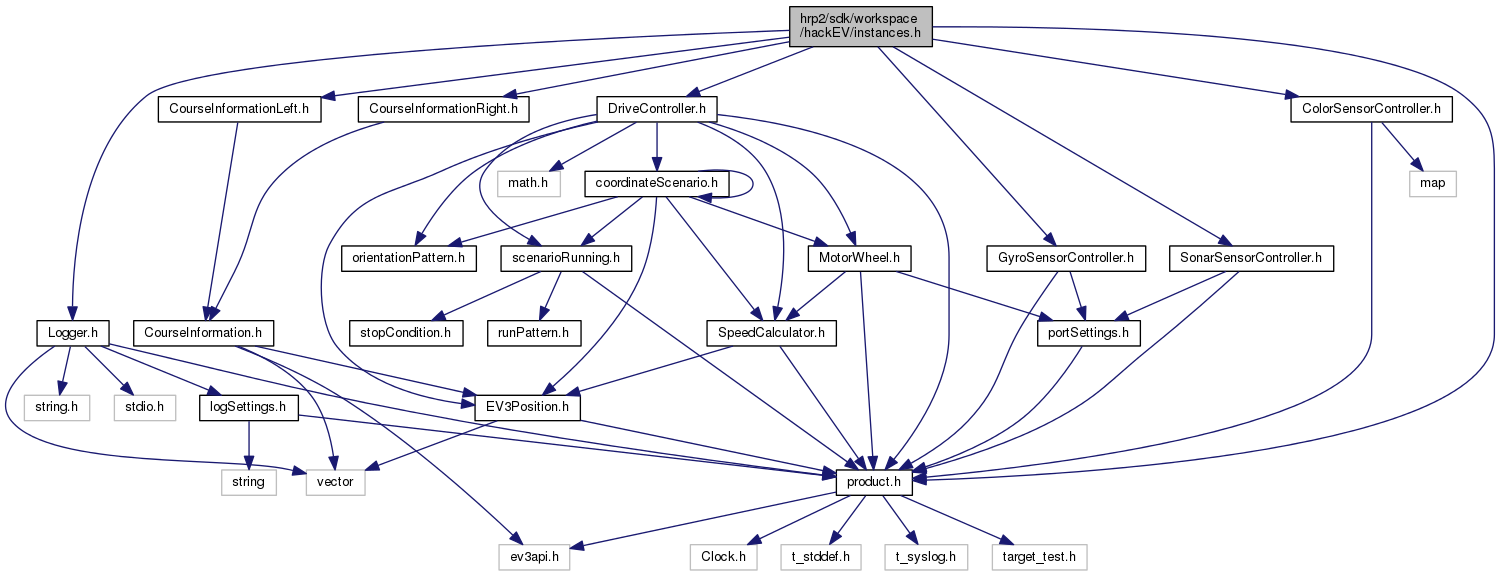 hrp2/sdk/workspace
/hackEV/instances.h
CourseInformationLeft.h
CourseInformationRight.h
DriveController.h
ColorSensorController.h
math.h
coordinateScenario.h
map
orientationPattern.h
scenarioRunning.h
MotorWheel.h
GyroSensorController.h
SonarSensorController.h
Logger.h
CourseInformation.h
stopCondition.h
runPattern.h
SpeedCalculator.h
portSettings.h
string.h
stdio.h
logSettings.h
EV3Position.h
string
vector
product.h
ev3api.h
Clock.h
t_stddef.h
t_syslog.h
target_test.h